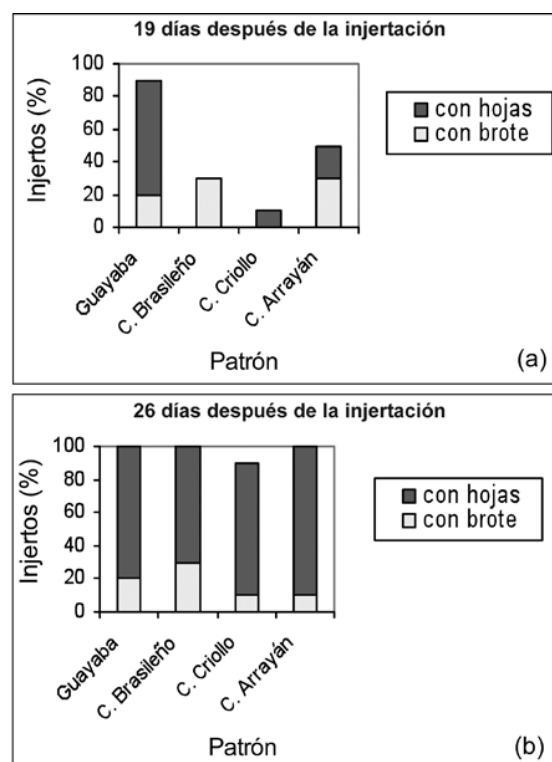 19 días después de la injertación
Injertos (%)
100
80
60
40
20
0
con hojas
con brote
Guayaba
C. Brasileño
C. Criollo
C. Arrayán
Patrón
(a)
26 días después de la injertación
Injertos (%)
100
80
60
40
20
0
con hojas
con brote
Guayaba
C. Brasileño
C. Criollo
C. Arrayán
Patrón
(b)